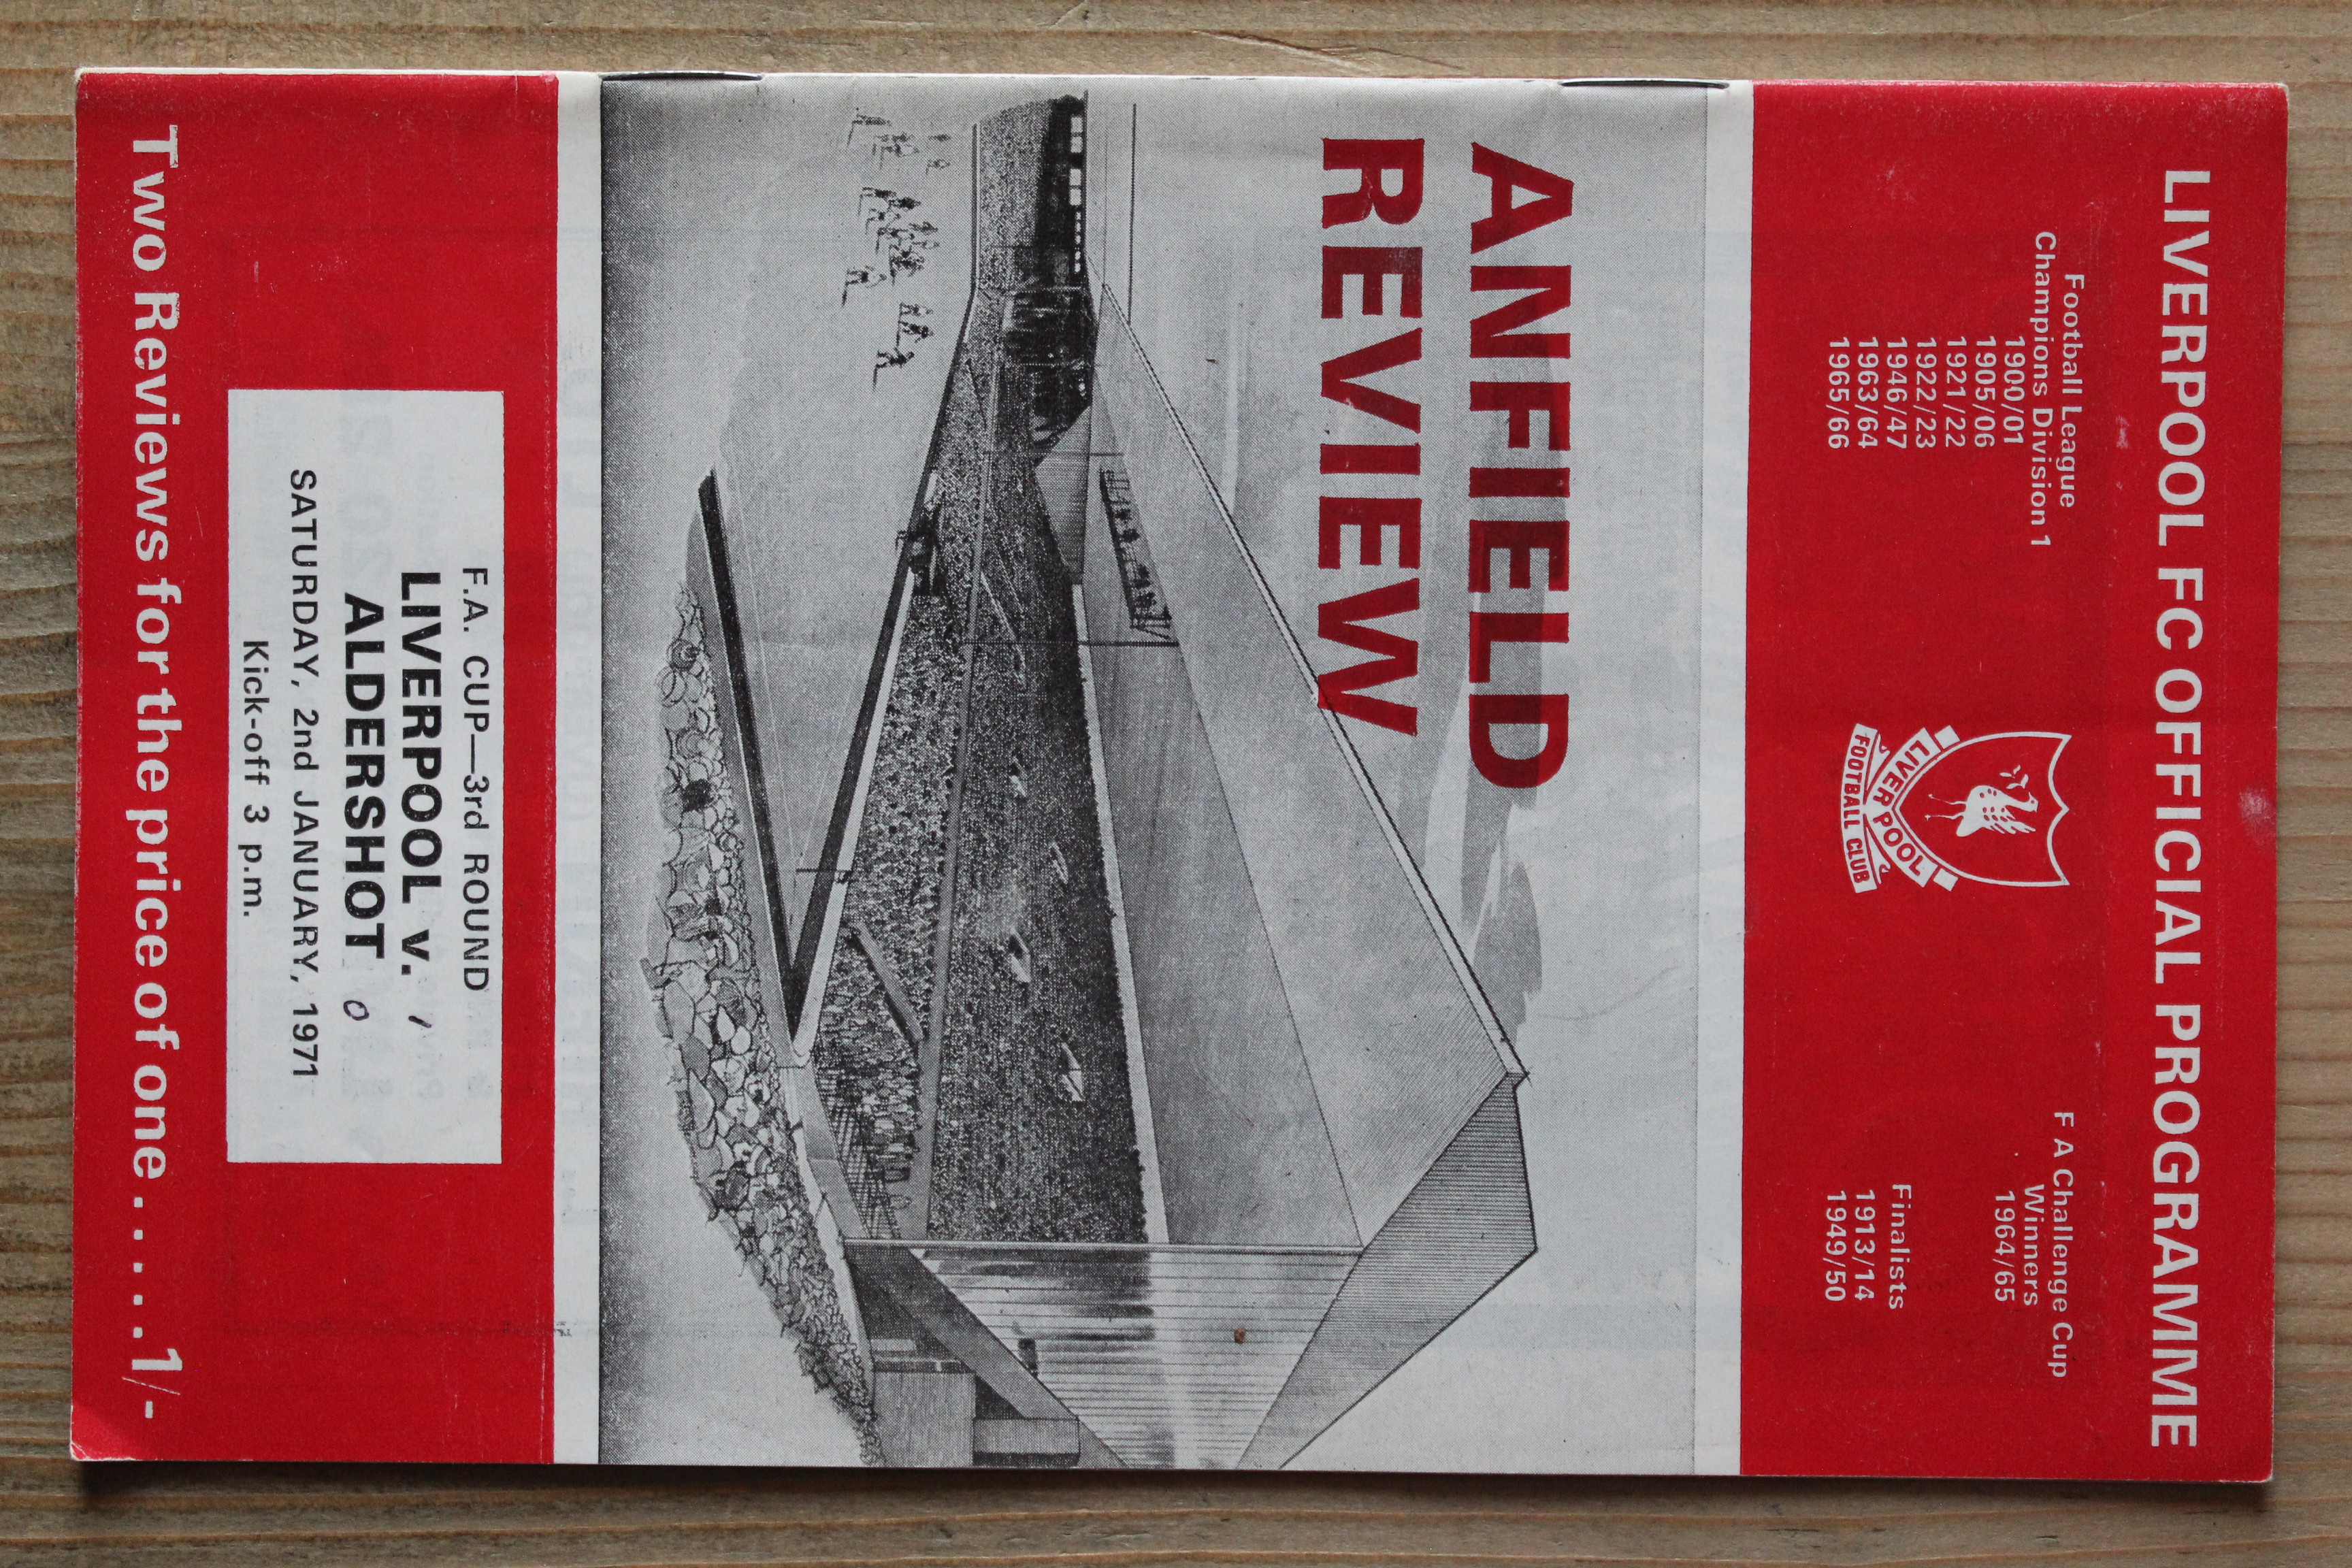 LIVERPOOL FC OFFICIAL PROGRAMME
Football League
Champions Division 1
1900/01
1905/06
1921/22
1922/23
1946/47
1963/64
1965/66
LIVERPOOL
FOOTBALL CLUB
F A Challenge Cup
Winners
1964/65
Finalists
1913/14
1949/50
ANFIELD
REVIEW
F.A. CUP—3rd ROUND
LIVERPOOL v. 1
ALDERSHOT 0
SATURDAY, 2nd JANUARY, 1971
Kick-off 3 p.m.
Two Reviews for the price of one......1/-